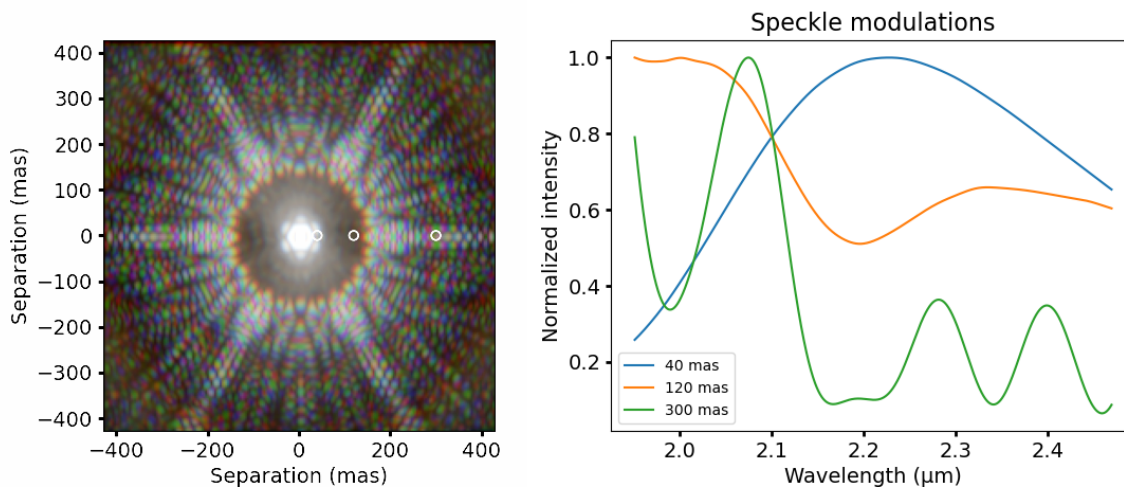 Speckle modulations
400
300
200
100
0
−100
−200
−300
−400
Separation (mas)
−400 −200 0 200 400
Separation (mas)
1.0
0.8
0.6
0.4
0.2
Normalized intensity
40 mas
120 mas
300 mas
2.0 2.1 2.2 2.3 2.4
Wavelength (μm)